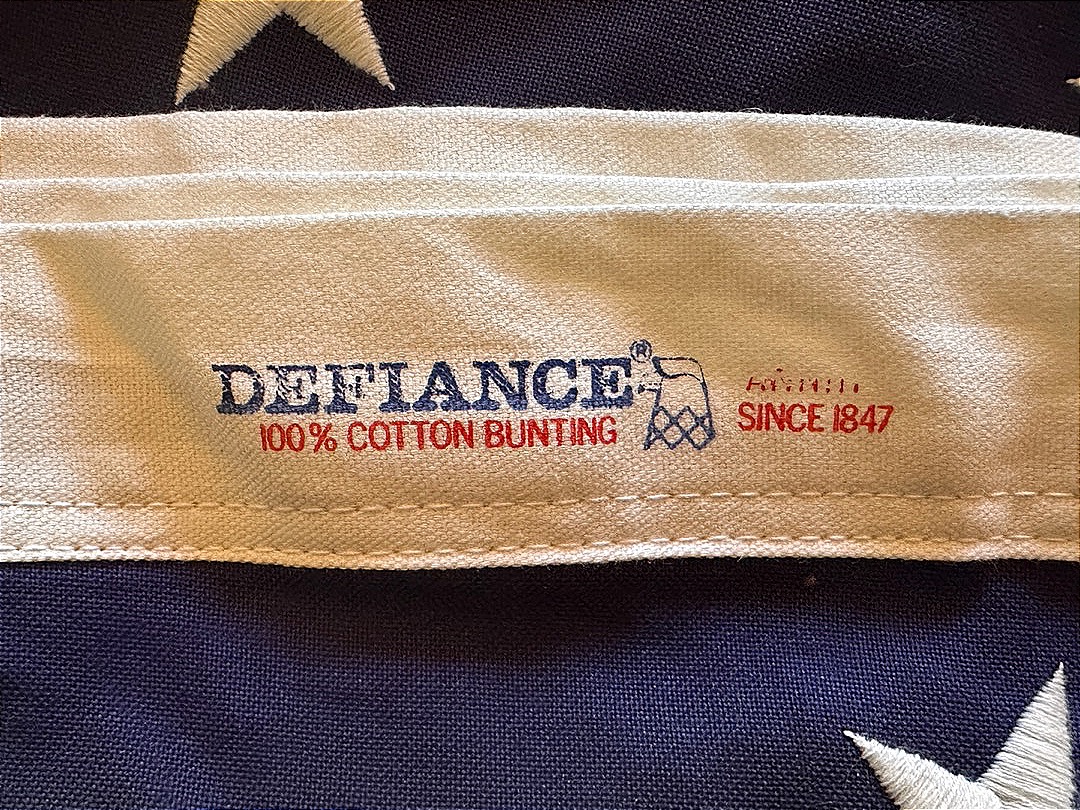 DEFIANCE®
100% COTTON BUNTING
SINCE 1847